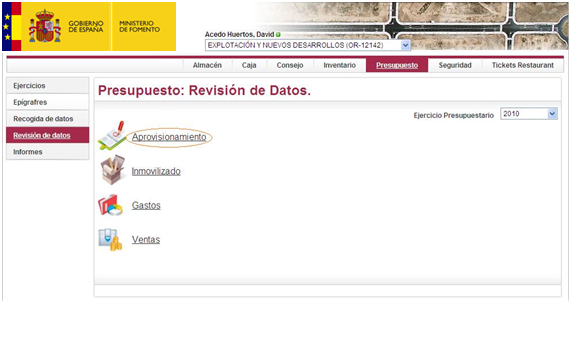 GOBIERNO
DE ESPAÑA
MINISTERIO
DE FOMENTO
Acedo Huertos, David
EXPLOTACIÓN Y NUEVOS DESARROLLOS (OR-12142)
Almacén Caja Consejo Inventario Presupuesto Seguridad Tickets Restaurant
Ejercicios
Epígrafres
Recogida de datos
Revisión de datos
Informes
Presupuesto: Revisión de Datos.
Ejercicio Presupuestario 2010
Aprovisionamiento
Inmovilizado
Gastos
Ventas